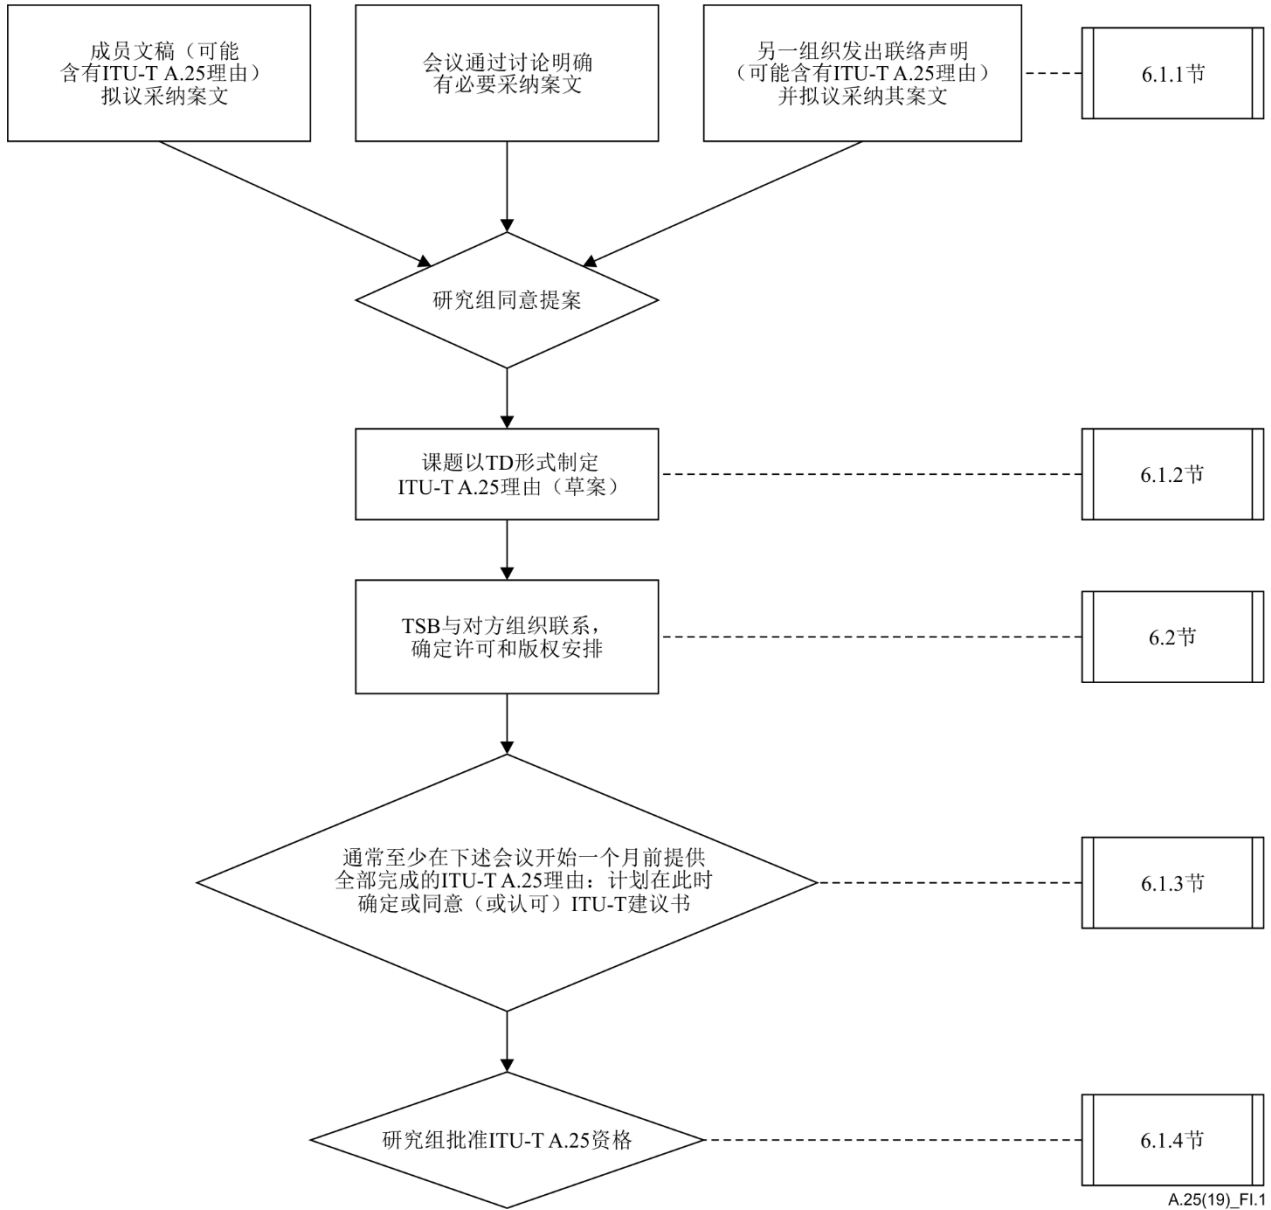 成员文稿（可能
含有ITU-T A.25理由）
拟议采纳案文
会议通过讨论明确
有必要采纳案文
另一组织发出联络声明
（可能含有ITU-T A.25理由）
并拟议采纳其案文
6.1.1节
研究组同意提案
课题以TD形式制定
ITU-T A.25理由（草案）
6.1.2节
TSB与对方组织联系，
确定许可和版权安排
6.2节
通常至少在下述会议开始一个月前提供
全部完成的ITU-T A.25理由：计划在此时
确定或同意（或认可）ITU-T建议书
6.1.3节
研究组批准ITU-T A.25资格
6.1.4节
A.25(19)_FI.1